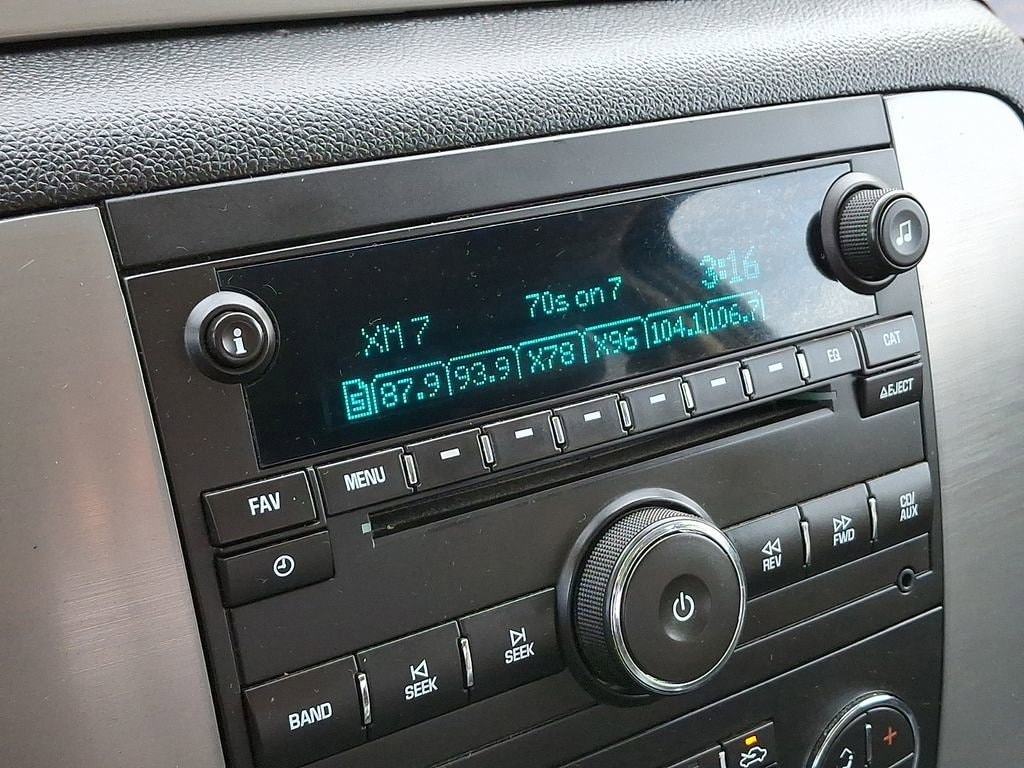 3:16
XM 7 70s on 7
5 87.9 93.9 X78 X96 104.1 106.7
i
EQ CAT
FAV MENU EJECT
REV FWD CD/AUX
BAND SEEK SEEK